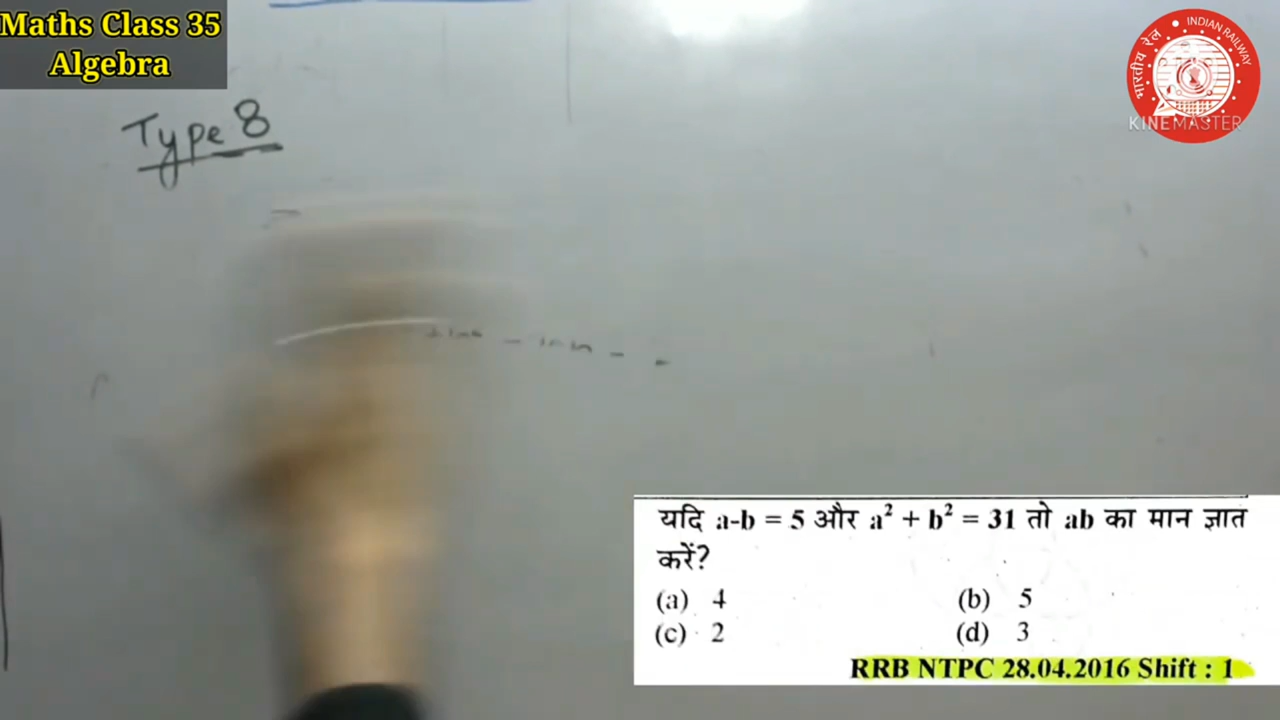 Maths Class 35
Algebra
भारतीय रेल
INDIAN RAILWAY
KINEMASTER
Type 8
यदि a-b = 5 और a² + b² = 31 तो ab का मान ज्ञात
करें?
(a) 4 (b) 5
(c) 2 (d) 3
RRB NTPC 28.04.2016 Shift : 1